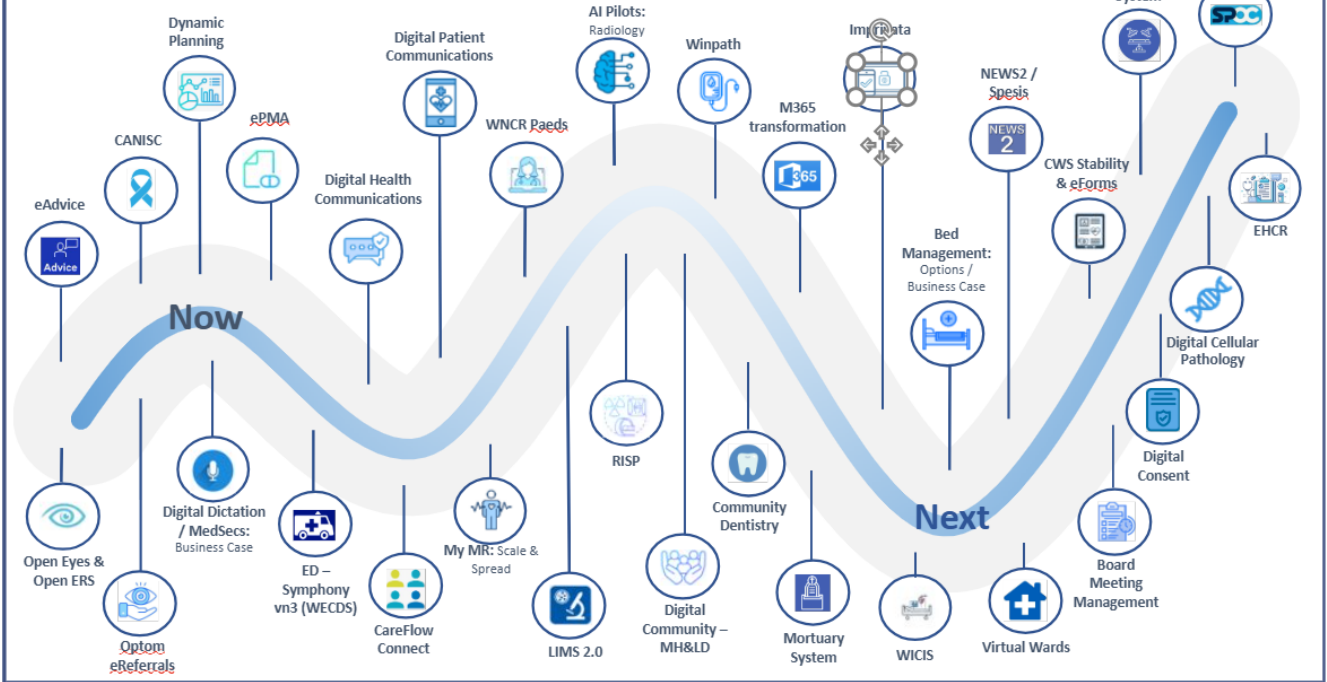 AI Pilots:
Radiology
Dynamic
Planning
Digital Patient
Communications
Winpath
SPOC
NEWS2 /
Spesis
NEWS
2
ePMA
WNCR Paeds
M365
transformation
365
CANISC
CWS Stability
& eForms
Digital Health
Communications
eAdvice
Advice
EHCR
Bed
Management:
Options /
Business Case
Now
Digital Cellular
Pathology
RISP
Digital
Consent
Community
Dentistry
Next
Digital Dictation
/ MedSecs:
Business Case
My MR: Scale &
Spread
Open Eyes &
Open ERS
ED –
Symphony
vn3 (WECDS)
Board
Meeting
Management
CareFlow
Connect
LIMS 2.0
Digital
Community –
MH&LD
Mortuary
System
WICIS
Virtual Wards
Optom
eReferrals